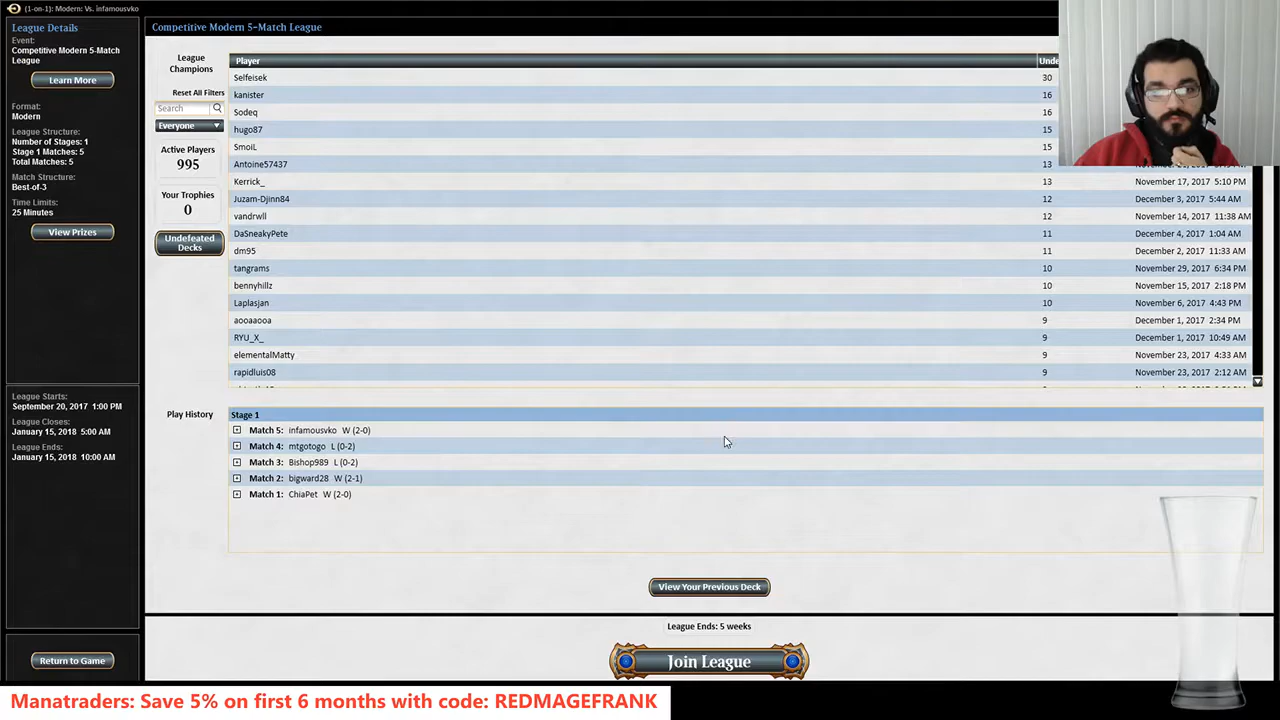 (1-on-1): Modern: Vs. infamousvko
League Details
Event:
Competitive Modern 5-Match
League
Learn More
Format:
Modern
League Structure:
Number of Stages: 1
Stage 1 Matches: 5
Total Matches: 5
Match Structure:
Best-of-3
Time Limits:
25 Minutes
View Prizes
League Starts:
September 20, 2017 1:00 PM
League Closes:
January 15, 2018 5:00 AM
League Ends:
January 15, 2018 10:00 AM
Return to Game
Competitive Modern 5-Match League
League
Champions
Reset All Filters
Search
Everyone
Active Players
995
Your Trophies
0
Undefeated
Decks
Player Unde
Selfeisek 30
kanister 16
Sodeq 16
hugo87 15
SmoiL 15
Antoine57437 13
Kerrick_ 13 November 17, 2017 5:10 PM
Juzam-Djinn84 12 December 3, 2017 5:44 AM
vandrwll 12 November 14, 2017 11:38 AM
DaSneakyPete 11 December 4, 2017 1:04 AM
dm95 11 December 2, 2017 11:33 AM
tangrams 10 November 29, 2017 6:34 PM
bennyhillz 10 November 15, 2017 2:18 PM
Laplasjan 10 November 6, 2017 4:43 PM
aooaaooa 9 December 1, 2017 2:34 PM
RYU_X_ 9 December 1, 2017 10:49 AM
elementalMatty 9 November 23, 2017 4:33 AM
rapidluis08 9 November 23, 2017 2:12 AM
Play History
Stage 1
Match 5: infamousvko W (2-0)
Match 4: mtgotogo L (0-2)
Match 3: Bishop989 L (0-2)
Match 2: bigward28 W (2-1)
Match 1: ChiaPet W (2-0)
View Your Previous Deck
League Ends: 5 weeks
Join League
Manatraders: Save 5% on first 6 months with code: REDMAGEFRANK